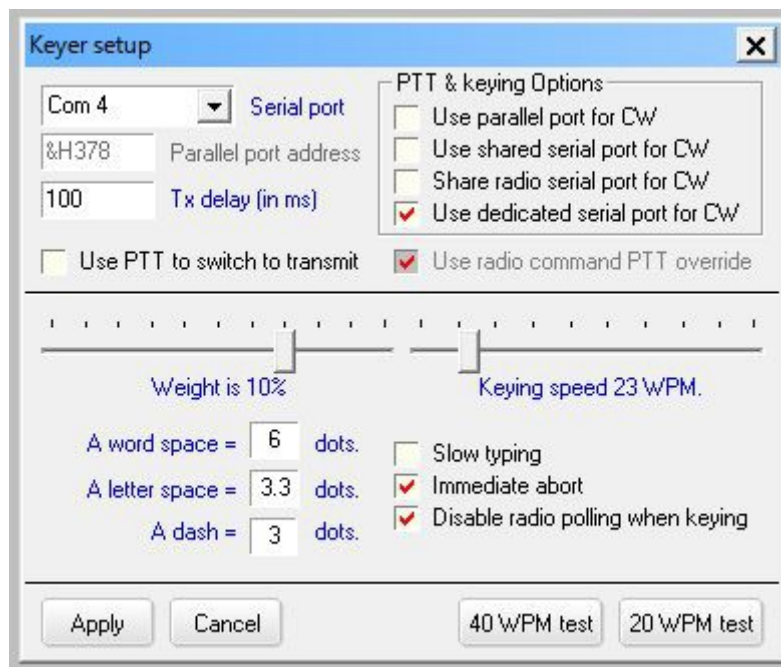 Keyer setup
Com 4 Serial port
&H378 Parallel port address
100 Tx delay (in ms)
PTT & keying Options
Use parallel port for CW
Use shared serial port for CW
Share radio serial port for CW
Use dedicated serial port for CW
Use PTT to switch to transmit
Use radio command PTT override
Weight is 10%
Keying speed 23 WPM.
A word space = 6 dots.
A letter space = 3.3 dots.
A dash = 3 dots.
Slow typing
Immediate abort
Disable radio polling when keying
Apply
Cancel
40 WPM test
20 WPM test